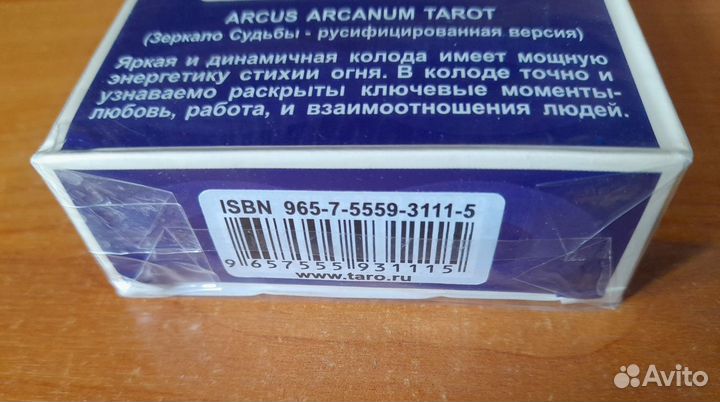 ARCUS ARCANUM TAROT
(Зеркало Судьбы - русифицированная версия)
Яркая и динамичная колода имеет мощную
энергетику стихии огня. В колоде точно и
узнаваемо раскрыты ключевые моменты-
любовь, работа, и взаимоотношения людей.
ISBN 965-7-5559-3111-5
9 657555 931115
www.taro.ru
Avito